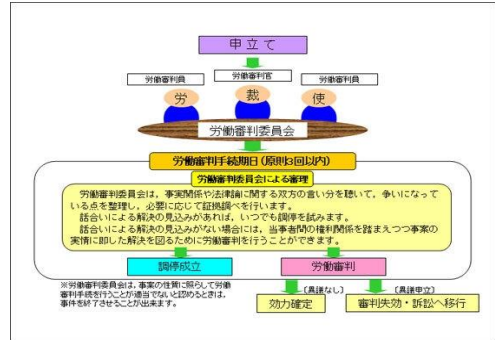 申立て
労働審判員
労働審判官
労働審判員
労
裁
使
労働審判委員会
労働審判手続期日(原則3回以内)
労働審判委員会による審理
労働審判委員会は，事実関係や法律論に関する双方の言い分を聴いて，争いになって
いる点を整理し，必要に応じて証拠調べを行います。
話合いによる解決の見込みがあれば，いつでも調停を試みます。
話合いによる解決の見込みがない場合には，当事者間の権利関係を踏まえつつ事案の
実情に即した解決を図るために労働審判を行うことができます。
調停成立
労働審判
※労働審判委員会は，事案の性質に照らして労働
審判手続を行うことが適当でないと認めるときは，
事件を終了させることが出来ます。
〔異議なし〕
〔異議申立〕
効力確定
審判失効・訴訟へ移行